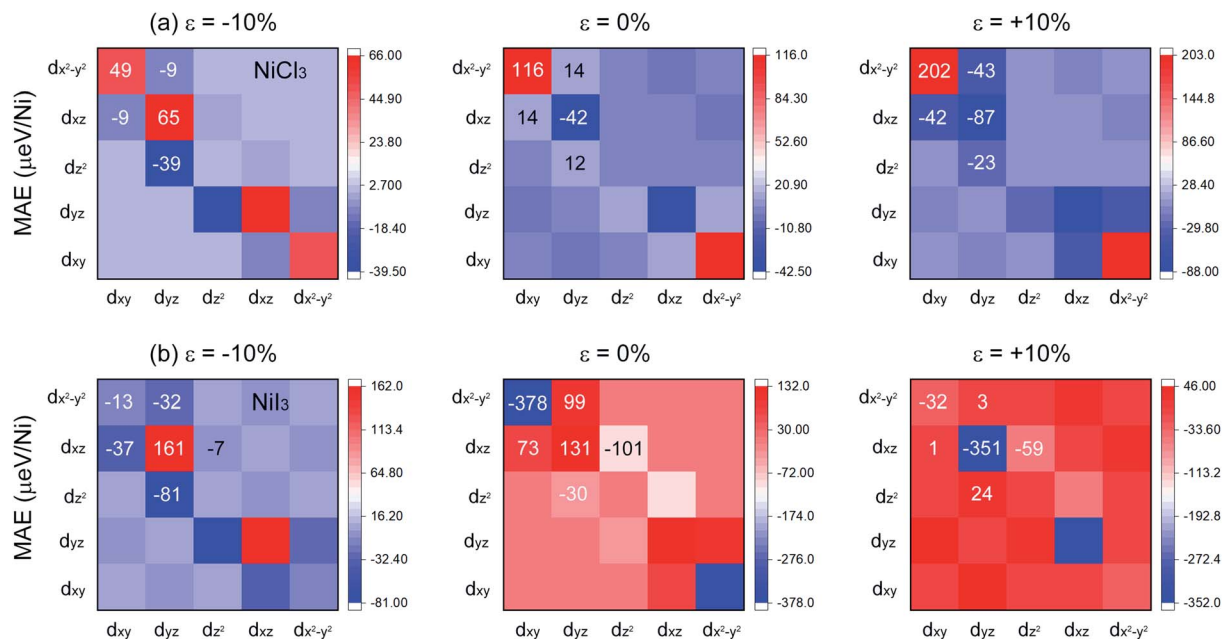 (a) ε = -10%
ε = 0%
ε = +10%
MAE (μeV/Ni)
dx²-y²
dxz
dz²
dyz
dxy
49 -9 NiCl₃
-9 65
-39
dxy dyz dz² dxz dx²-y²
66.00
44.90
23.80
2.700
-18.40
-39.50
dx²-y²
dxz
dz²
dyz
dxy
116 14
14 -42
12
dxy dyz dz² dxz dx²-y²
116.0
84.30
52.60
20.90
-10.80
-42.50
dx²-y²
dxz
dz²
dyz
dxy
202 -43
-42 -87
-23
dxy dyz dz² dxz dx²-y²
203.0
144.8
86.60
28.40
-29.80
-88.00
(b) ε = -10%
ε = 0%
ε = +10%
MAE (μeV/Ni)
dx²-y²
dxz
dz²
dyz
dxy
-13 -32 NiI₃
-37 161 -7
-81
dxy dyz dz² dxz dx²-y²
162.0
113.4
64.80
16.20
-32.40
-81.00
dx²-y²
dxz
dz²
dyz
dxy
-378 99
73 131 -101
-30
dxy dyz dz² dxz dx²-y²
132.0
30.00
-72.00
-174.0
-276.0
-378.0
dx²-y²
dxz
dz²
dyz
dxy
-32 3
1 -351 -59
24
dxy dyz dz² dxz dx²-y²
46.00
-33.60
-113.2
-192.8
-272.4
-352.0